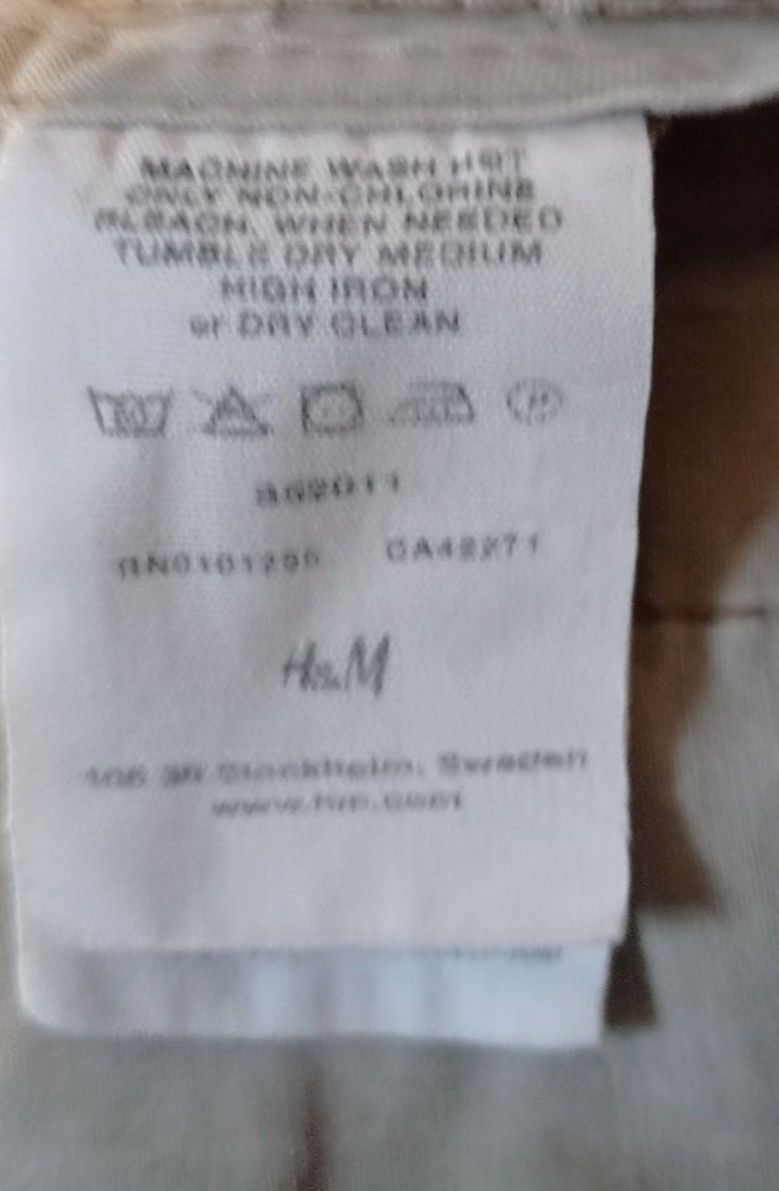 MACHINE WASH HOT
ONLY NON-CHLORINE
BLEACH, WHEN NEEDED
TUMBLE DRY MEDIUM
HIGH IRON
or DRY CLEAN
862011
CA42271
H&M
Stockholm, Sweden
www.hm.com